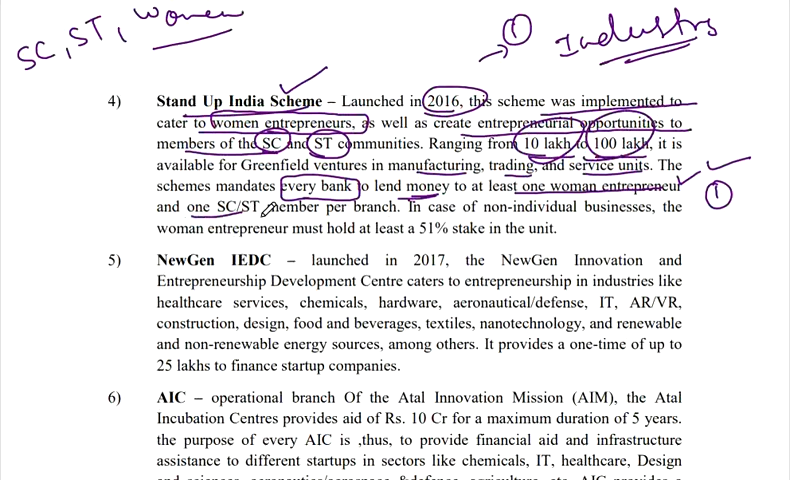 SC, ST, women
① Industry
4) Stand Up India Scheme – Launched in 2016, this scheme was implemented to
cater to women entrepreneurs, as well as create entrepreneurial opportunities to
members of the SC and ST communities. Ranging from 10 lakh to 100 lakh, it is
available for Greenfield ventures in manufacturing, trading, and service units. The
schemes mandates every bank to lend money to at least one woman entrepreneur
①
and one SC/ST member per branch. In case of non-individual businesses, the
woman entrepreneur must hold at least a 51% stake in the unit.
5) NewGen IEDC – launched in 2017, the NewGen Innovation and
Entrepreneurship Development Centre caters to entrepreneurship in industries like
healthcare services, chemicals, hardware, aeronautical/defense, IT, AR/VR,
construction, design, food and beverages, textiles, nanotechnology, and renewable
and non-renewable energy sources, among others. It provides a one-time of up to
25 lakhs to finance startup companies.
6) AIC – operational branch Of the Atal Innovation Mission (AIM), the Atal
Incubation Centres provides aid of Rs. 10 Cr for a maximum duration of 5 years.
the purpose of every AIC is ,thus, to provide financial aid and infrastructure
assistance to different startups in sectors like chemicals, IT, healthcare, Design